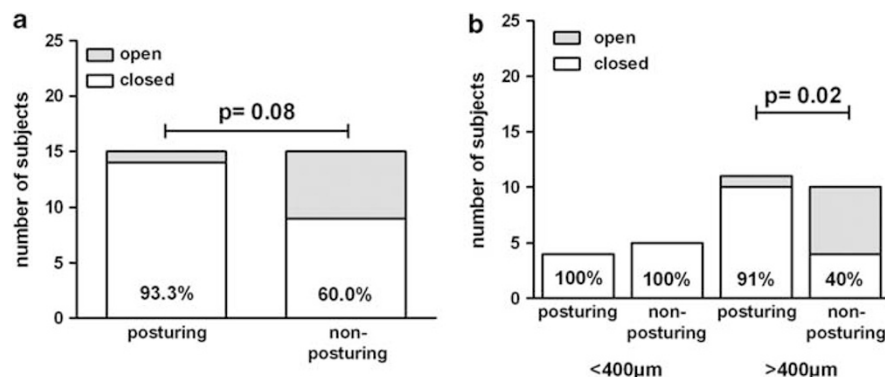 a
25
20
15
10
5
0
number of subjects
open
closed
p= 0.08
93.3%
60.0%
posturing
non-
posturing
b
25
20
15
10
5
0
number of subjects
open
closed
p= 0.02
100%
100%
91%
40%
posturing
non-
posturing
posturing
non-
posturing
<400µm
>400µm